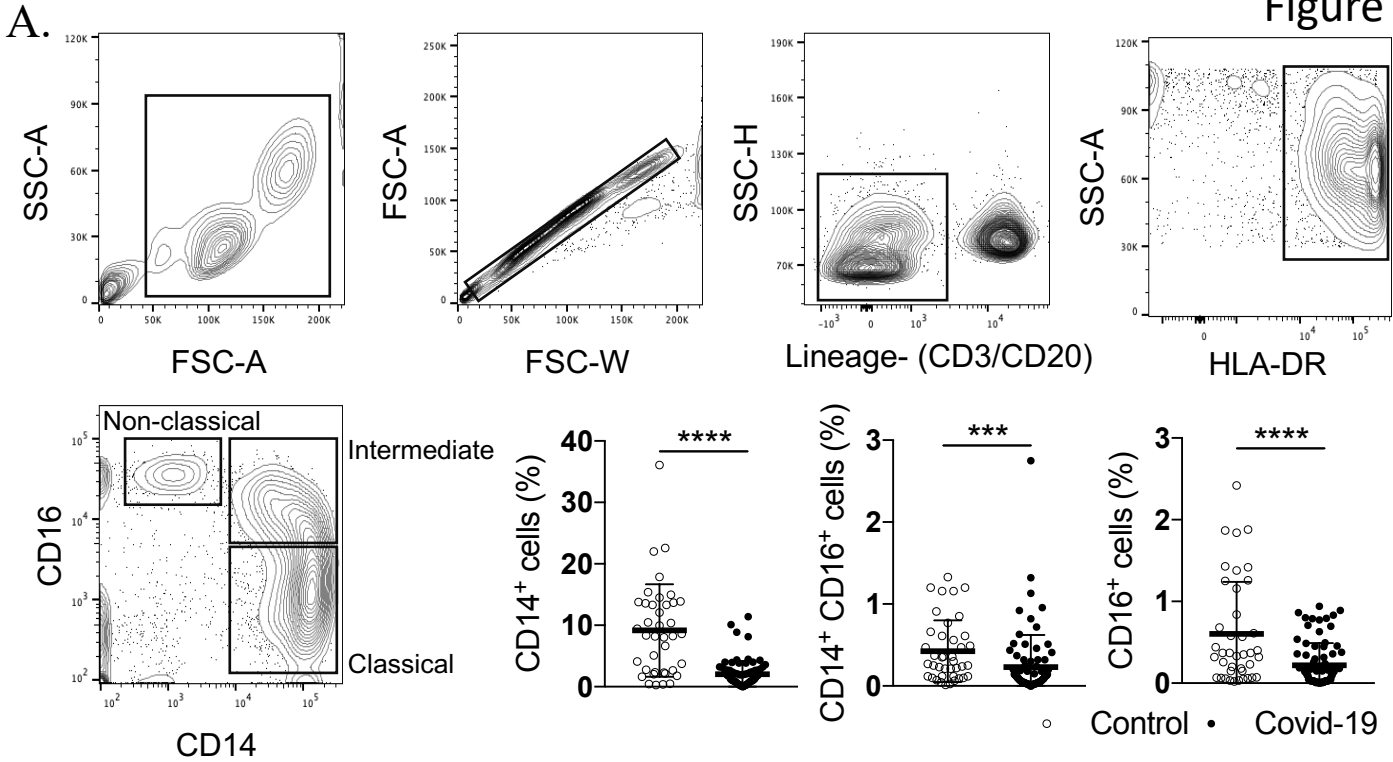 A.
Figure
120K
90K
60K
30K
0
SSC-A
0 50K 100K 150K 200K
FSC-A
250K
200K
150K
100K
50K
0
FSC-A
0 50K 100K 150K 200K
FSC-W
190K
160K
130K
100K
70K
SSC-H
-10³ 0 10³ 10⁴
Lineage- (CD3/CD20)
120K
90K
60K
30K
0
SSC-A
0 10⁴ 10⁵
HLA-DR
Non-classical
Intermediate
Classical
10⁵
10⁴
10³
10²
CD16
10² 10³ 10⁴ 10⁵
CD14
40
30
20
10
0
CD14⁺ cells (%)
****
3
2
1
0
CD14⁺ CD16⁺ cells (%)
***
3
2
1
0
CD16⁺ cells (%)
****
Control
Covid-19